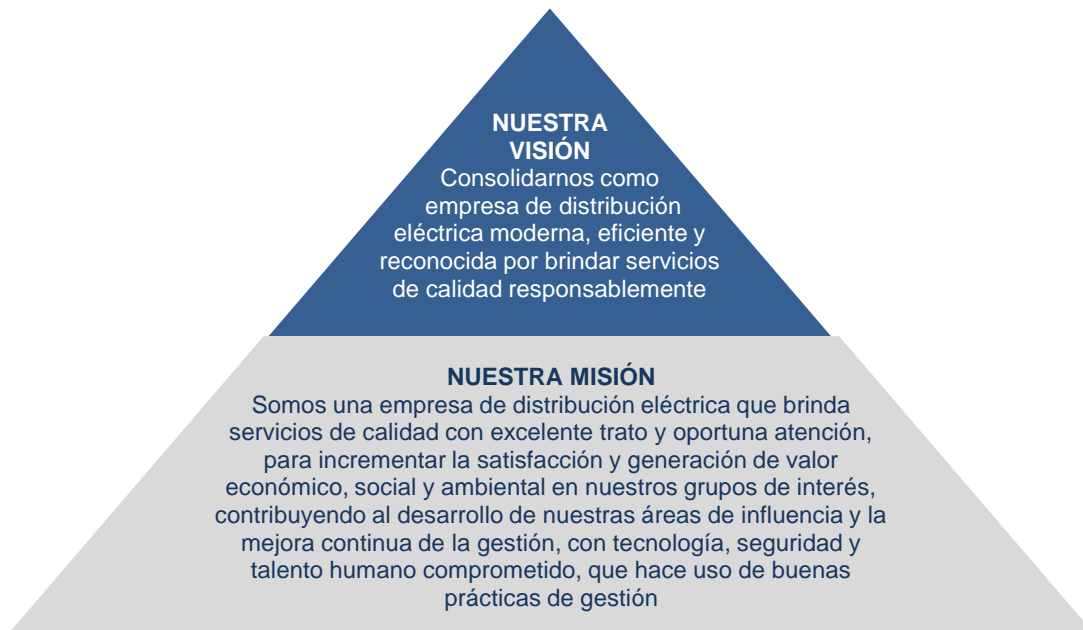 NUESTRA
VISIÓN
Consolidarnos como
empresa de distribución
eléctrica moderna, eficiente y
reconocida por brindar servicios
de calidad responsablemente
NUESTRA MISIÓN
Somos una empresa de distribución eléctrica que brinda
servicios de calidad con excelente trato y oportuna atención,
para incrementar la satisfacción y generación de valor
económico, social y ambiental en nuestros grupos de interés,
contribuyendo al desarrollo de nuestras áreas de influencia y la
mejora continua de la gestión, con tecnología, seguridad y
talento humano comprometido, que hace uso de buenas
prácticas de gestión